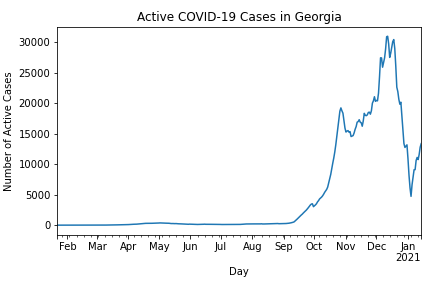 Active COVID-19 Cases in Georgia
30000
25000
20000
15000
10000
5000
0
Number of Active Cases
Feb Mar Apr May Jun Jul Aug Sep Oct Nov Dec Jan
2021
Day